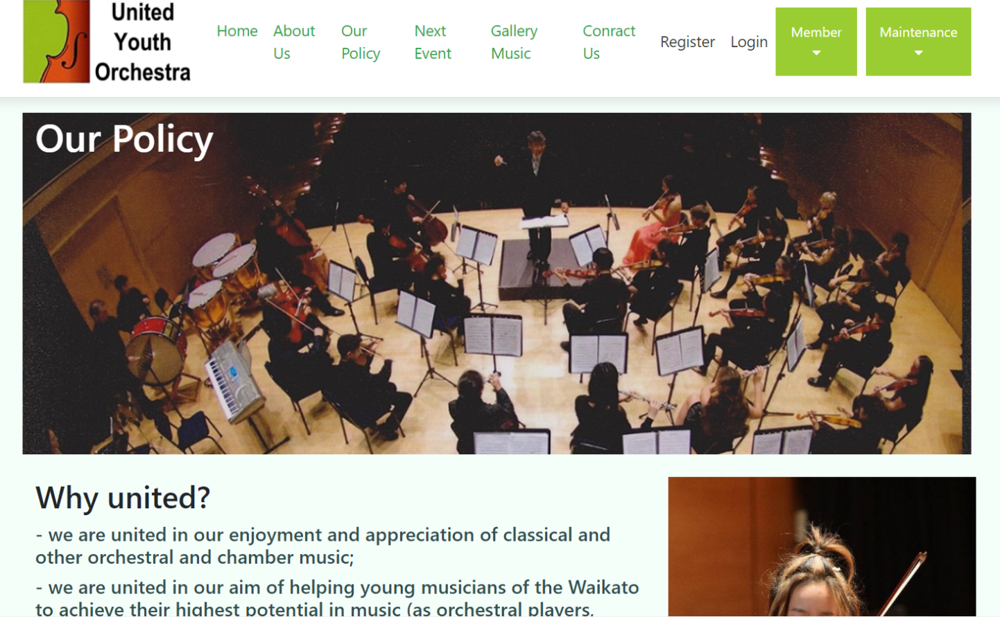 United
Youth
Orchestra
Home
About
Us
Our
Policy
Next
Event
Gallery
Music
Conract
Us
Register
Login
Member
Maintenance
Our Policy
Why united?
- we are united in our enjoyment and appreciation of classical and
other orchestral and chamber music;
- we are united in our aim of helping young musicians of the Waikato
to achieve their highest potential in music (as orchestral players,